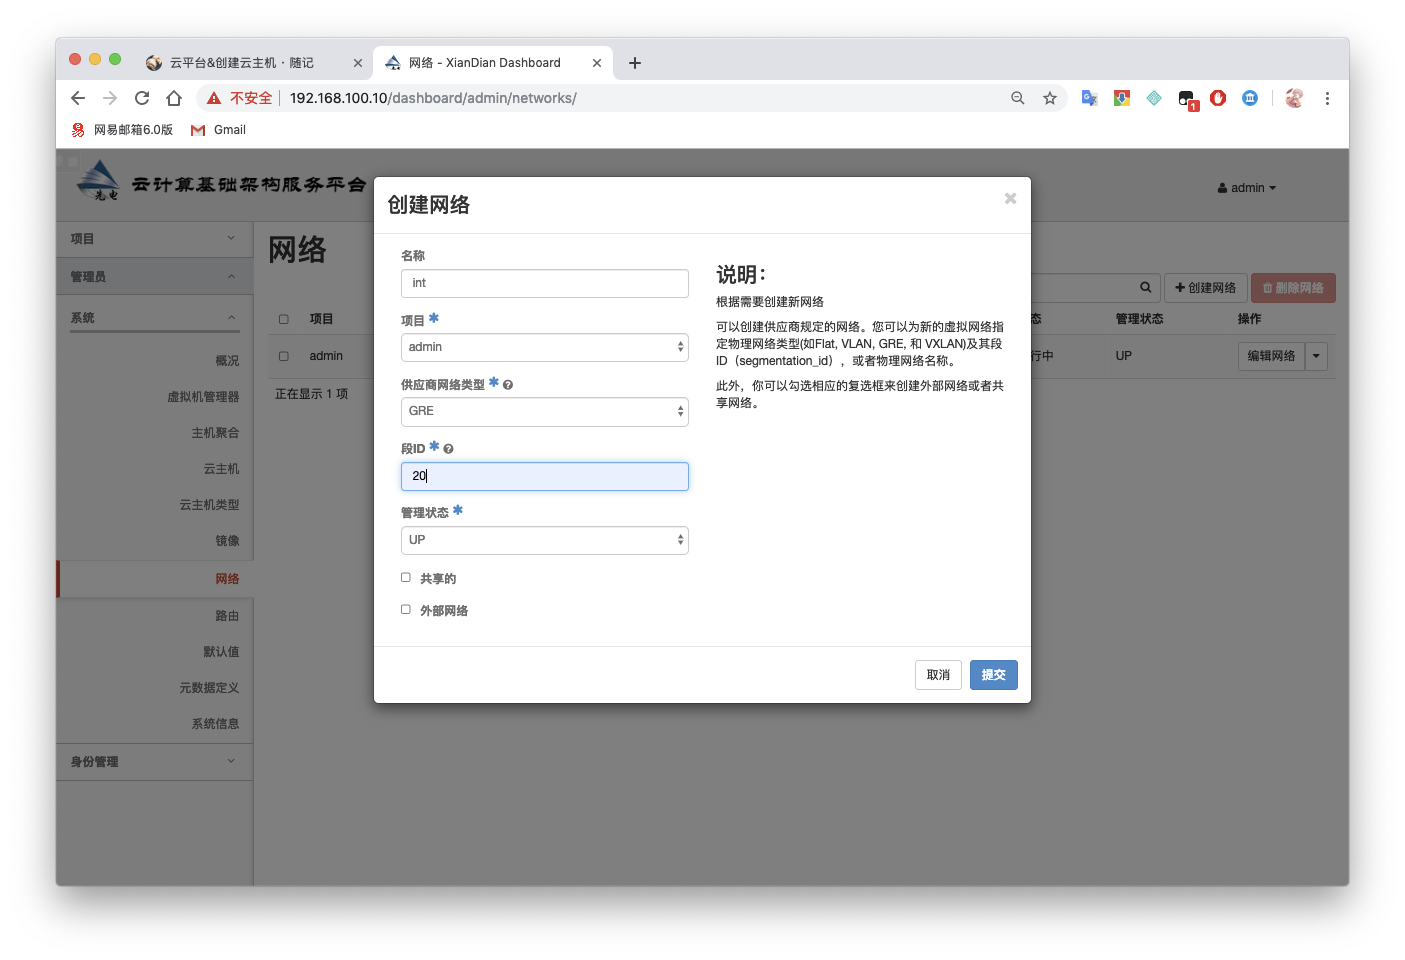 云平台&创建云主机 · 随记
网络 - XianDian Dashboard
不安全
192.168.100.10/dashboard/admin/networks/
1
网易邮箱6.0版
Gmail
先电
云计算基础架构服务平台
admin
项目
管理员
系统
概况
虚拟机管理器
主机聚合
云主机
云主机类型
镜像
网络
路由
默认值
元数据定义
系统信息
身份管理
网络
创建网络
删除网络
项目
态
管理状态
操作
admin
行中
UP
编辑网络
正在显示 1 项
创建网络
名称
int
项目
admin
供应商网络类型
GRE
段ID
20
管理状态
UP
共享的
外部网络
说明:
根据需要创建新网络
可以创建供应商规定的网络。您可以为新的虚拟网络指
定物理网络类型(如Flat, VLAN, GRE, 和 VXLAN)及其段
ID（segmentation_id），或者物理网络名称。
此外，你可以勾选相应的复选框来创建外部网络或者共
享网络。
取消
提交